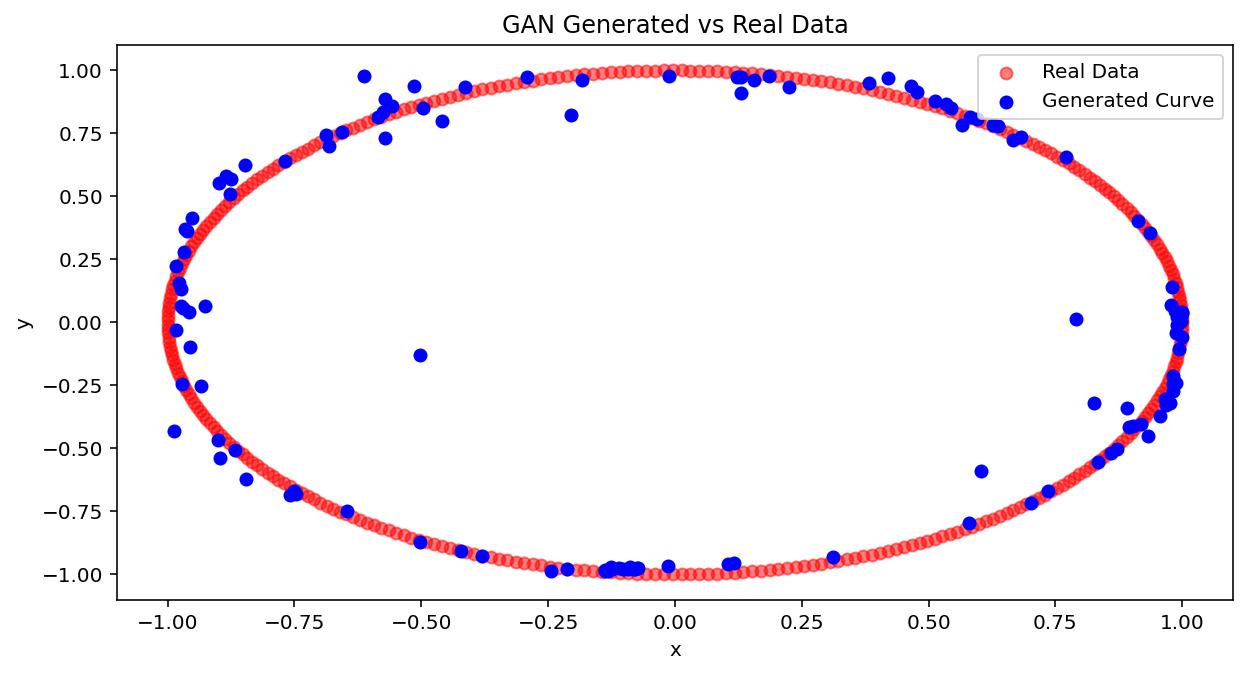 GAN Generated vs Real Data
Real Data
Generated Curve
1.00
0.75
0.50
0.25
0.00
−0.25
−0.50
−0.75
−1.00
y
−1.00 −0.75 −0.50 −0.25 0.00 0.25 0.50 0.75 1.00
x